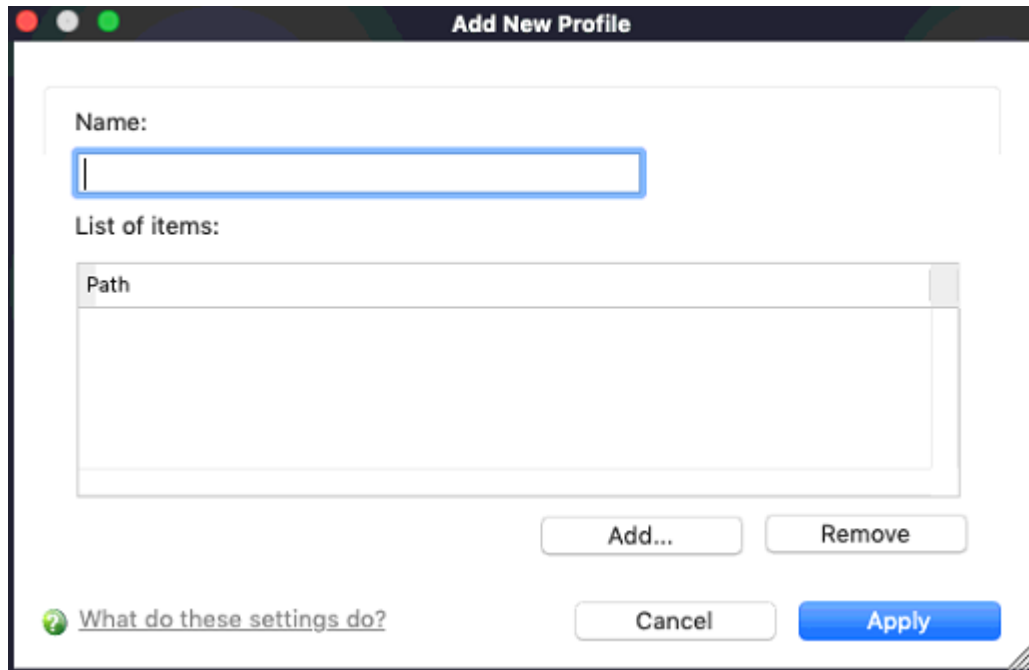 Add New Profile
Name:
List of items:
Path
Add...
Remove
What do these settings do?
Cancel
Apply